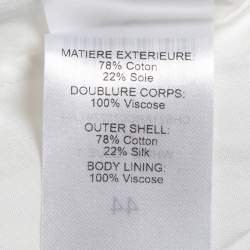 MATIERE EXTERIEURE:
78% Coton
22% Soie
DOUBLURE CORPS:
100% Viscose
OUTER SHELL:
78% Cotton
22% Silk
BODY LINING:
100% Viscose
44